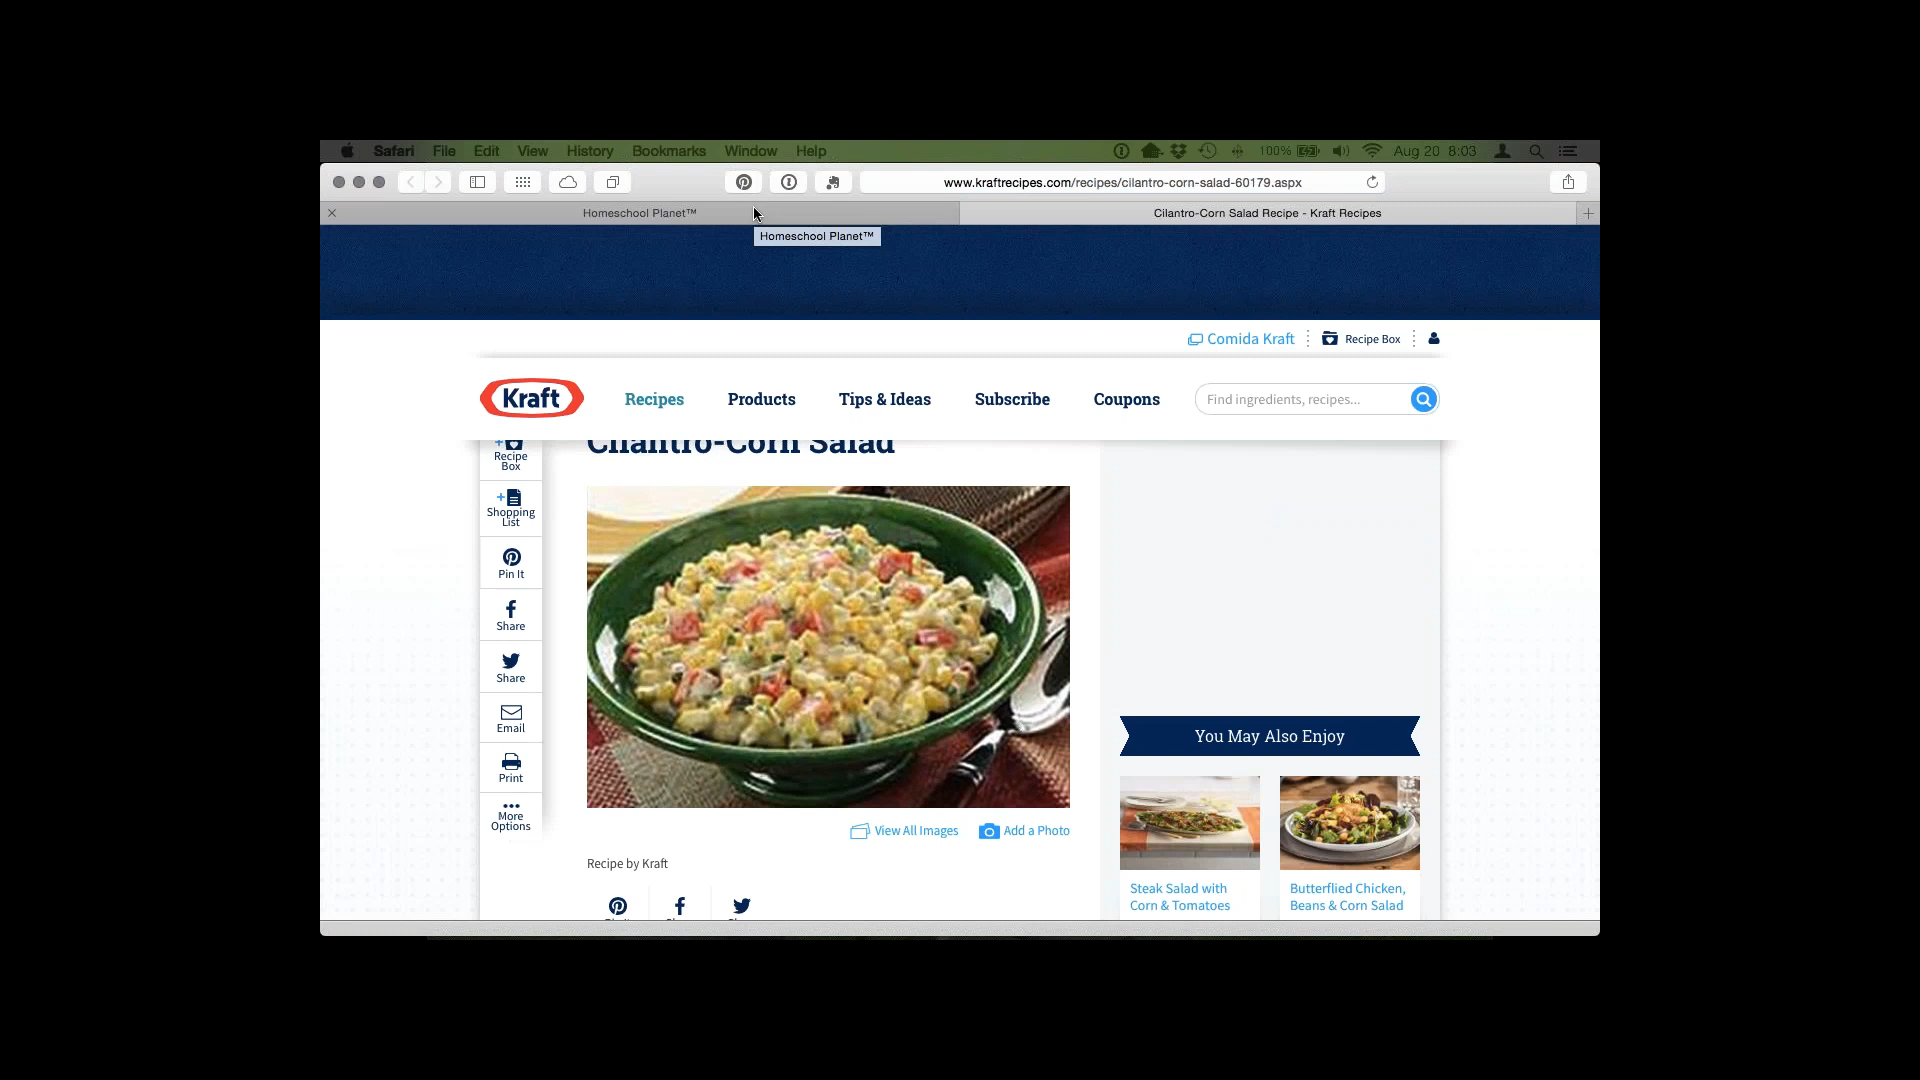 Safari File Edit View History Bookmarks Window Help 100% Aug 20 8:03
www.kraftrecipes.com/recipes/cilantro-corn-salad-60179.aspx
Homeschool Planet™ Cilantro-Corn Salad Recipe - Kraft Recipes
Homeschool Planet™
Comida Kraft Recipe Box
Kraft Recipes Products Tips & Ideas Subscribe Coupons Find ingredients, recipes...
Cilantro-Corn Salad
Recipe
Box
Shopping
List
Pin It
Share
Share
Email
Print
More
Options
View All Images Add a Photo
Recipe by Kraft
You May Also Enjoy
Steak Salad with
Corn & Tomatoes
Butterflied Chicken,
Beans & Corn Salad